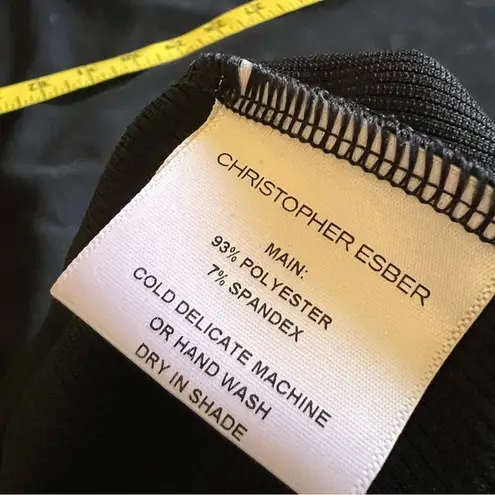 CHRISTOPHER ESBER
MAIN:
93% POLYESTER
7% SPANDEX
COLD DELICATE MACHINE
OR HAND WASH
DRY IN SHADE